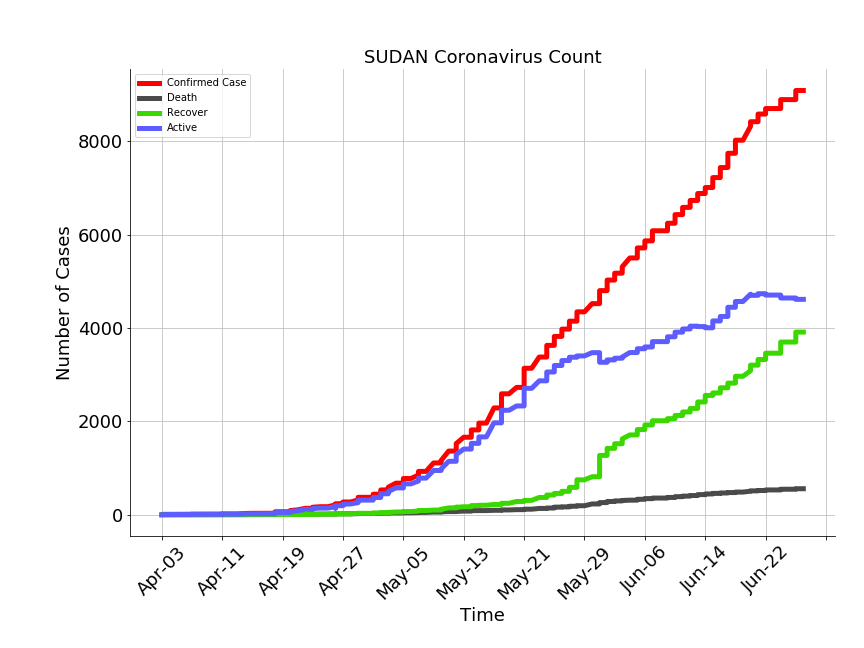 SUDAN Coronavirus Count
Confirmed Case
Death
Recover
Active
Number of Cases
8000
6000
4000
2000
0
Apr-03
Apr-11
Apr-19
Apr-27
May-05
May-13
May-21
May-29
Jun-06
Jun-14
Jun-22
Time